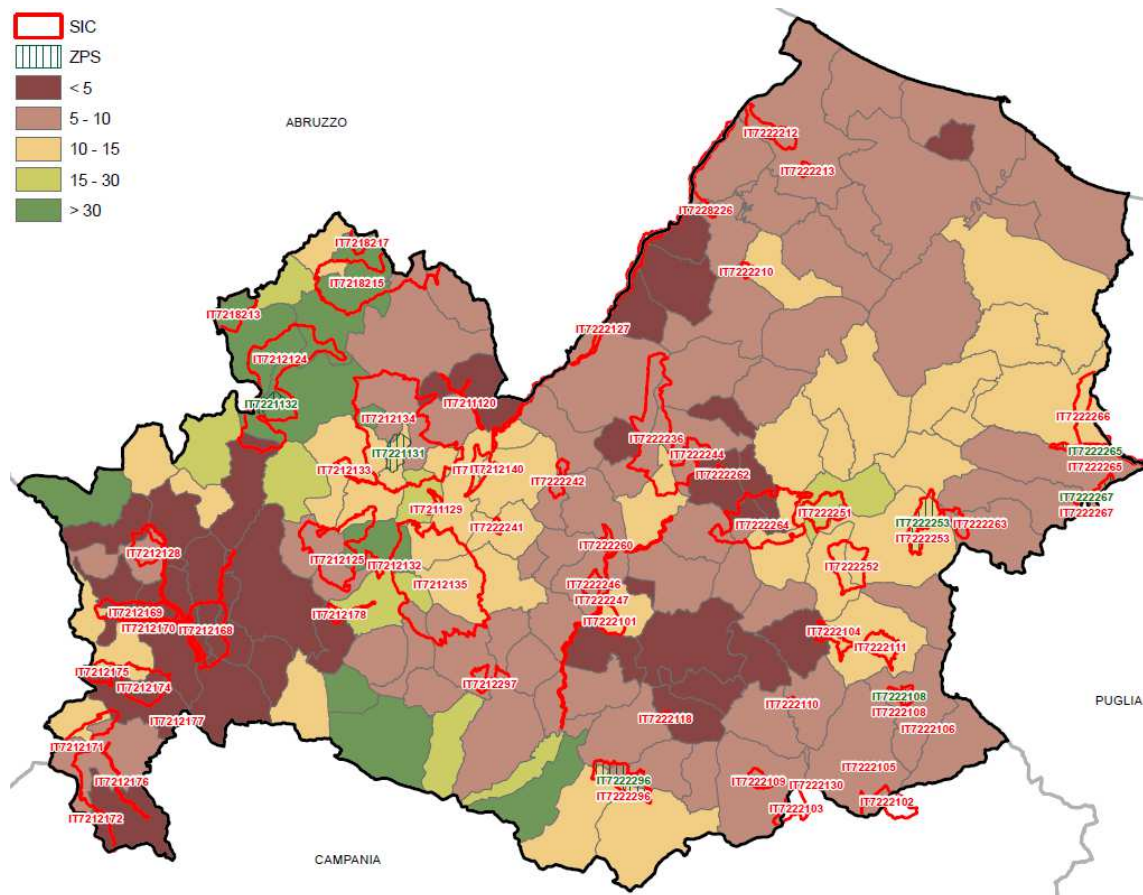 SIC
ZPS
< 5
5 - 10
10 - 15
15 - 30
> 30
ABRUZZO
IT7222212
IT7222213
IT7228226
IT7218217
IT7222210
IT7218215
IT7218213
IT7222127
IT7212124
IT7211120
IT7221132
IT7212134
IT7222266
IT7222236
IT7222244
IT7222265
IT7221131
IT7212133
IT7212140
IT7222262
IT7222265
IT7222242
IT7222267
IT7211129
IT7222251
IT7222267
IT7222241
IT7222264
IT7222253
IT7222263
IT7222253
IT7222260
IT7212128
IT7212125
IT7212132
IT7222252
IT7212135
IT7222246
IT7222247
IT7212169
IT7212178
IT7222101
IT7212170
IT7212168
IT7222104
IT7222111
IT7212175
IT7212174
IT7212297
IT7222108
PUGLIA
IT7222110
IT7222108
IT7222118
IT7212177
IT7222106
IT7212171
IT7222105
IT7212176
IT7222296
IT7222109
IT7222130
IT7222296
IT7222103
IT7222102
IT7212172
CAMPANIA